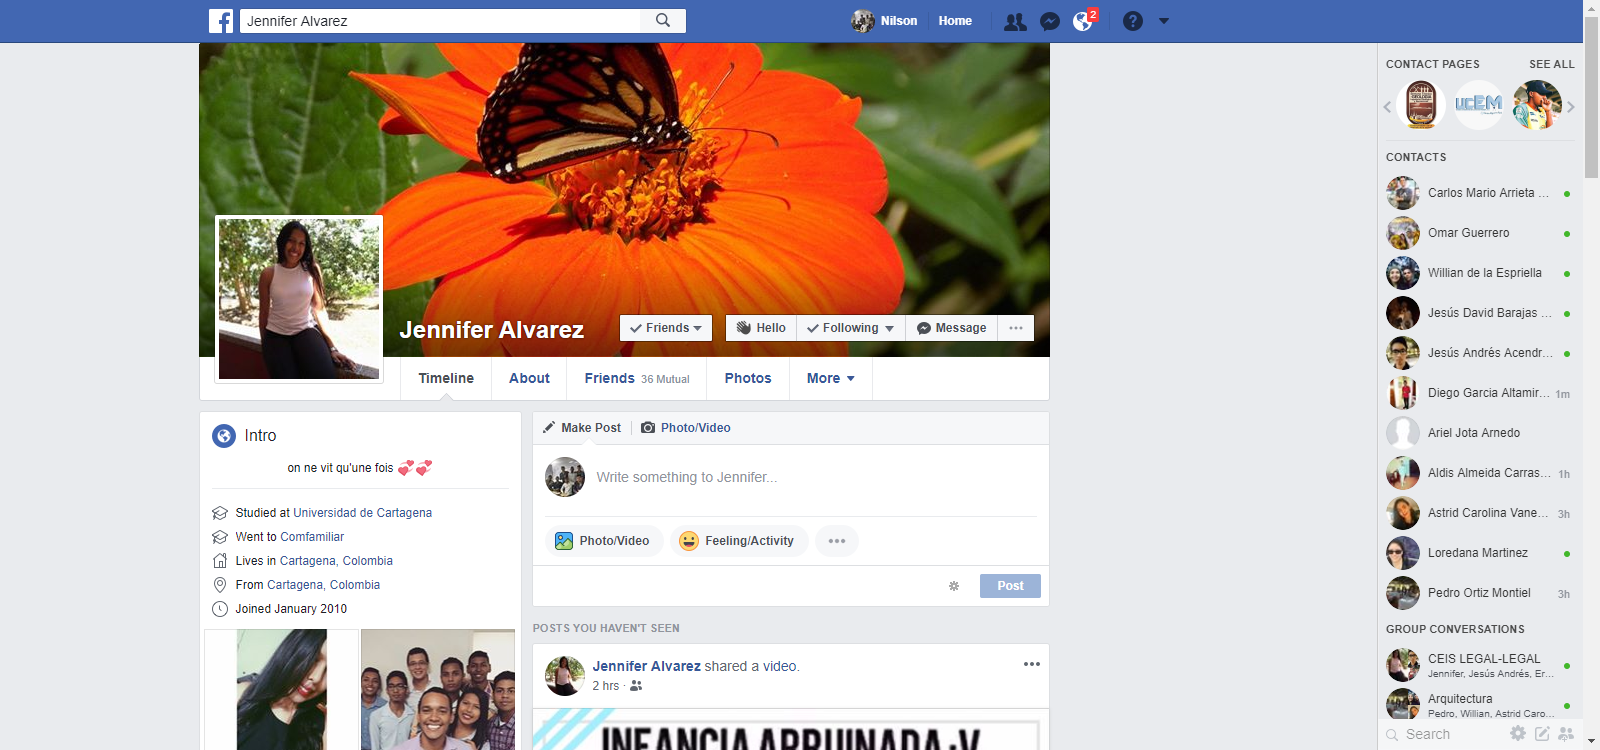 Jennifer Alvarez
Nilson
Home
2
Jennifer Alvarez
Friends
Hello
Following
Message
Timeline
About
Friends 36 Mutual
Photos
More
Intro
on ne vit qu'une fois 💞💞
Studied at Universidad de Cartagena
Went to Comfamiliar
Lives in Cartagena, Colombia
From Cartagena, Colombia
Joined January 2010
Make Post
Photo/Video
Write something to Jennifer...
Photo/Video
Feeling/Activity
Post
POSTS YOU HAVEN'T SEEN
Jennifer Alvarez shared a video.
2 hrs ·
INFANCIA ARRUINADA :V
CONTACT PAGES
SEE ALL
UCEM
CONTACTS
Carlos Mario Arrieta ...
Omar Guerrero
Willian de la Espriella
Jesús David Barajas ...
Jesús Andrés Acendr...
Diego Garcia Altamir... 1m
Ariel Jota Arnedo
Aldis Almeida Carras... 1h
Astrid Carolina Vane... 3h
Loredana Martinez
Pedro Ortiz Montiel 3h
GROUP CONVERSATIONS
CEIS LEGAL-LEGAL
Jennifer, Jesús Andrés, Er...
Arquitectura
Pedro, Willian, Astrid Caro...
Search